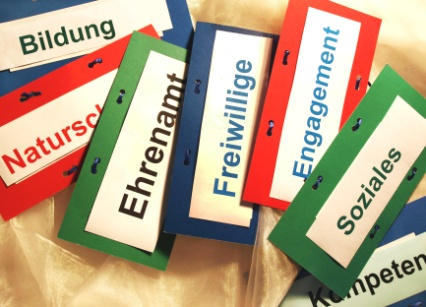 Bildung
Natursch
Ehrenamt
Freiwillige
Engagement
Soziales
Kompeten